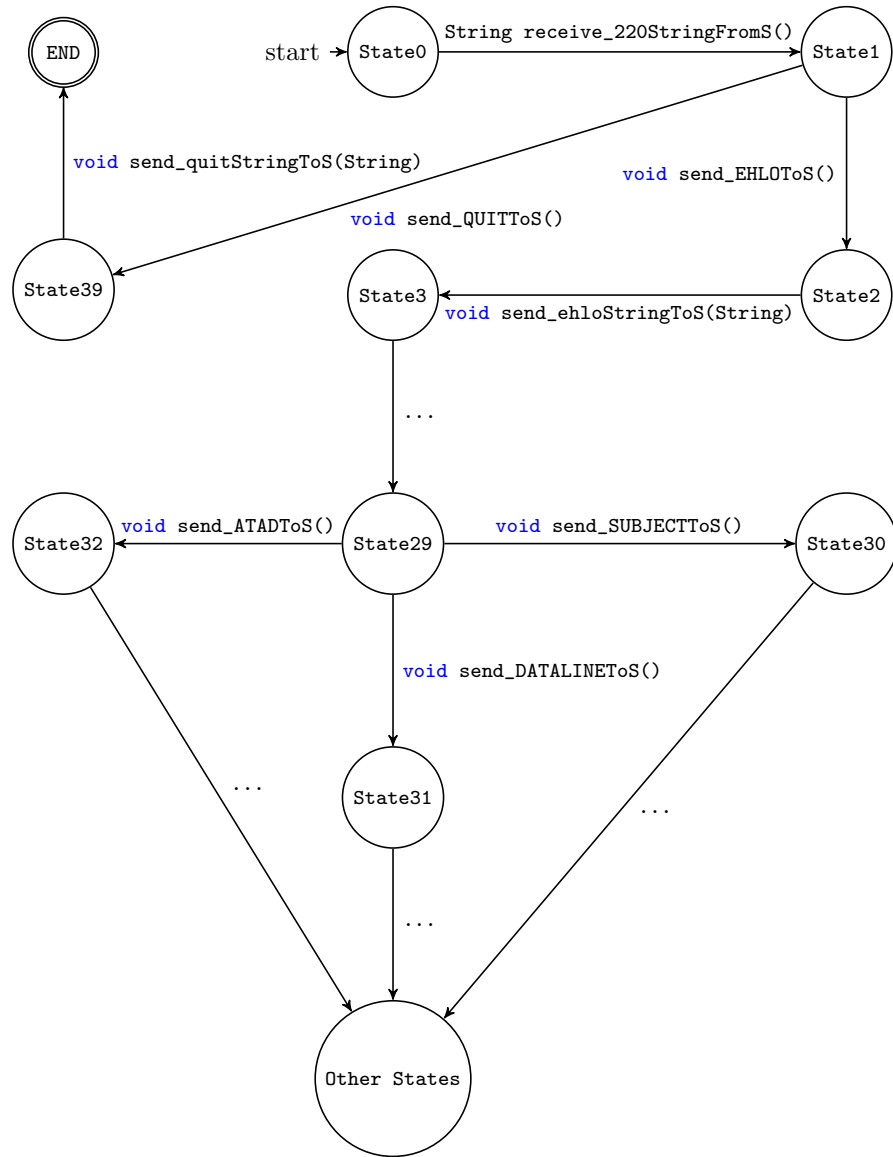 END
start
State0
String receive_220StringFromS()
State1
void send_quitStringToS(String)
void send_EHLOToS()
void send_QUITToS()
State39
State3
void send_ehloStringToS(String)
State2
...
State32
void send_ATADToS()
State29
void send_SUBJECTToS()
State30
void send_DATALINEToS()
...
State31
...
...
Other States